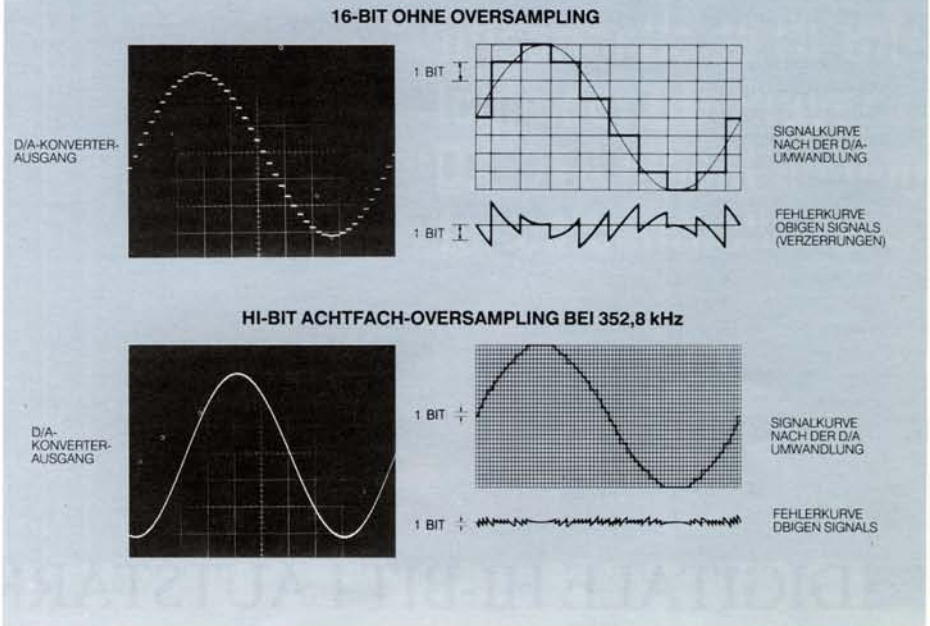 16-BIT OHNE OVERSAMPLING
D/A-KONVERTER-
AUSGANG
1 BIT
SIGNALKURVE
NACH DER D/A-
UMWANDLUNG
1 BIT
FEHLERKURVE
OBIGEN SIGNALS
(VERZERRUNGEN)
HI-BIT ACHTFACH-OVERSAMPLING BEI 352,8 kHz
D/A-
KONVERTER-
AUSGANG
1 BIT
SIGNALKURVE
NACH DER D/A
UMWANDLUNG
1 BIT
FEHLERKURVE
DBIGEN SIGNALS